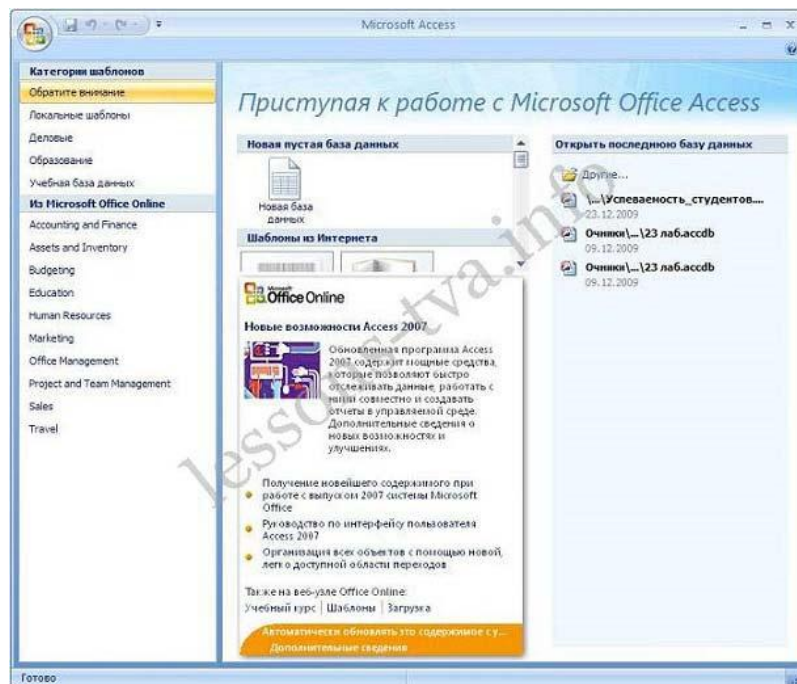 Microsoft Access
Категории шаблонов
Обратите внимание
Локальные шаблоны
Деловые
Образование
Учебная база данных
Из Microsoft Office Online
Accounting and Finance
Assets and Inventory
Budgeting
Education
Human Resources
Marketing
Office Management
Project and Team Management
Sales
Travel
Приступая к работе с Microsoft Office Access
Новая пустая база данных
Новая база
данных
Шаблоны из Интернета
Microsoft
Office Online
Новые возможности Access 2007
Обновленная программа Access
2007 содержит мощные средства,
которые позволяют быстро
отслеживать данные, работать с
ними совместно и создавать
отчеты в управляемой среде.
Дополнительные сведения о
новых возможностях и
улучшениях.
Получение новейшего содержимого при
работе с выпуском 2007 системы Microsoft
Office
Руководство по интерфейсу пользователя
Access 2007
Организация всех объектов с помощью новой,
легко доступной области переходов
Также на веб-узле Office Online:
Учебный курс | Шаблоны | Загрузка
Автоматически обновлять это содержимое с у...
Дополнительные сведения
Открыть последнюю базу данных
Другие...
\...\Успеваемость_студентов....
23.12.2009
Очники\...\23 лаб.accdb
09.12.2009
Очники\...\23 лаб.accdb
09.12.2009
Готово
lessons-tva.info